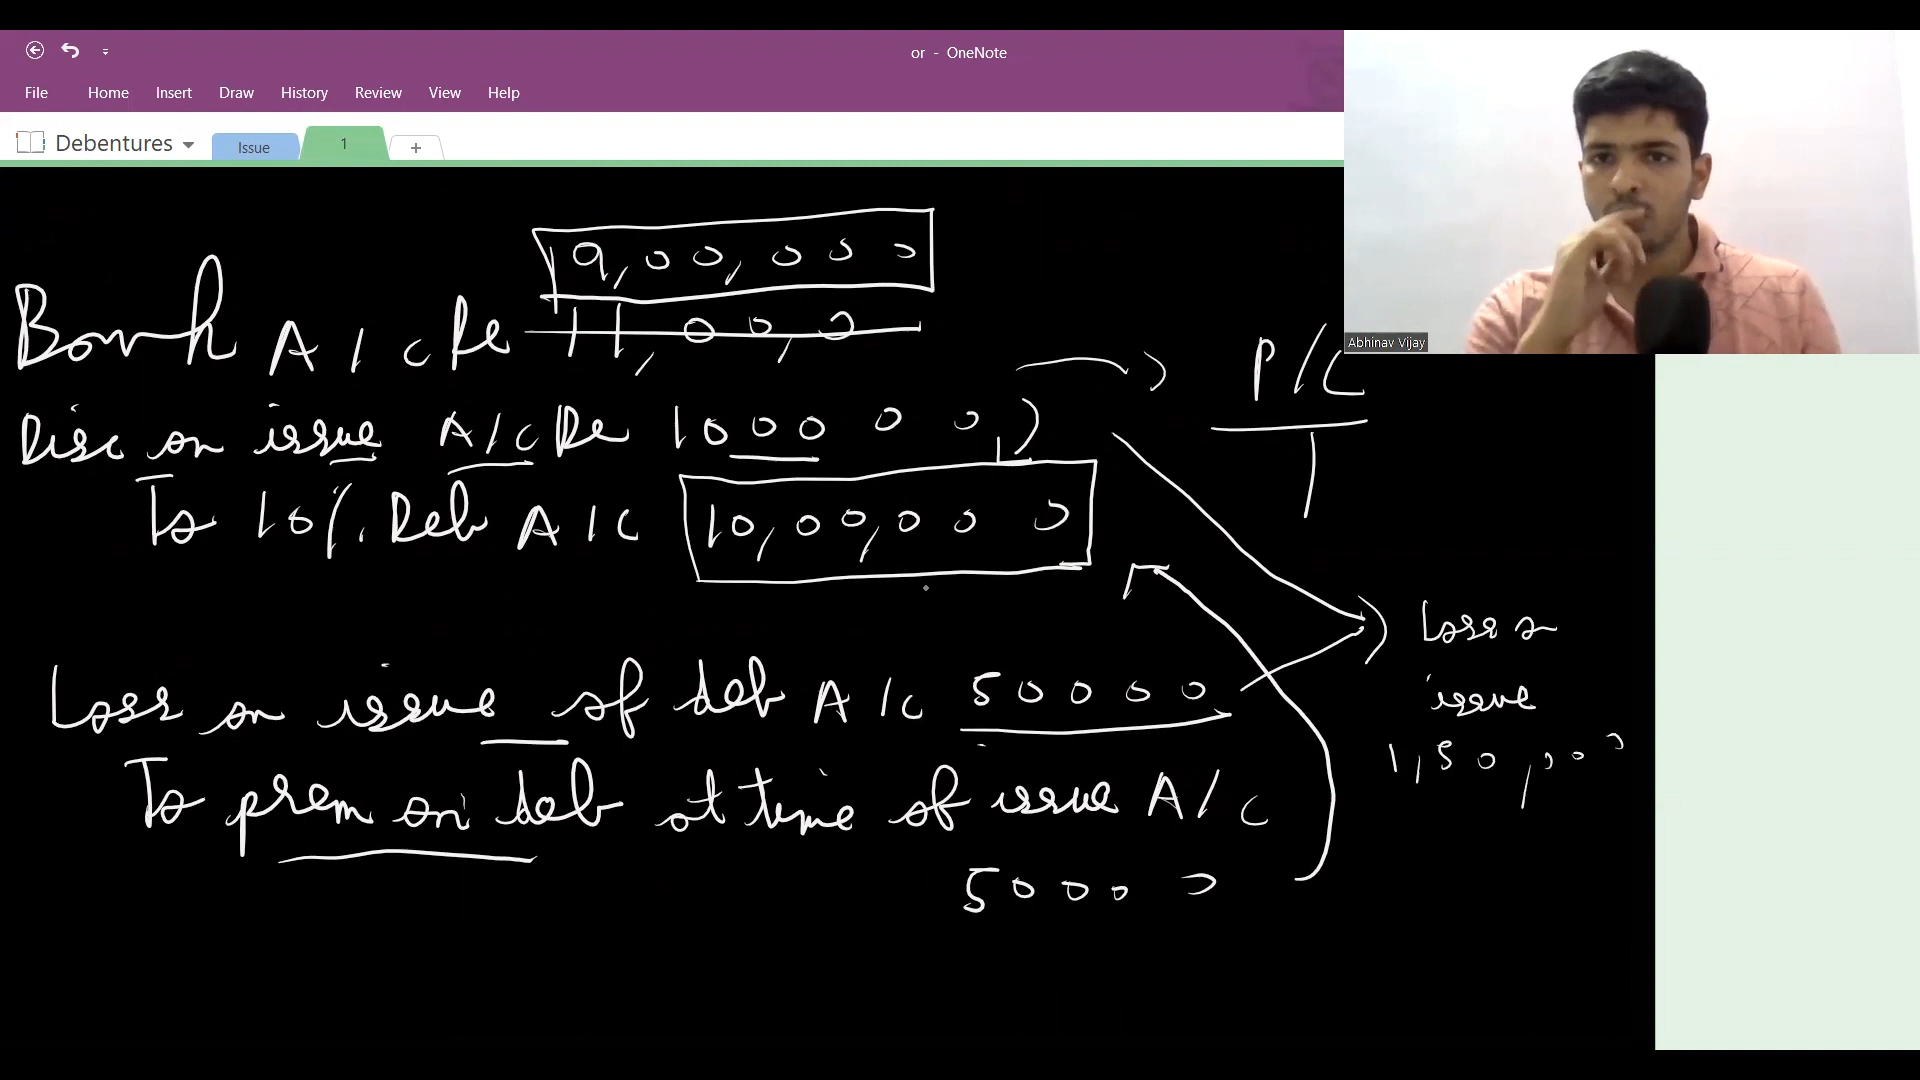 or - OneNote
File Home Insert Draw History Review View Help
Debentures Issue 1 +
Abhinav Vijay
9,00,000
Bank A/c Dr 11,00,0
Disc on issue A/c Dr 100000
P/L
To 10% Deb A/c 10,00,000
Loss on issue of deb A/c 50000
To prem on deb at time of issue A/c
50000
Loss on
issue
1,50,000